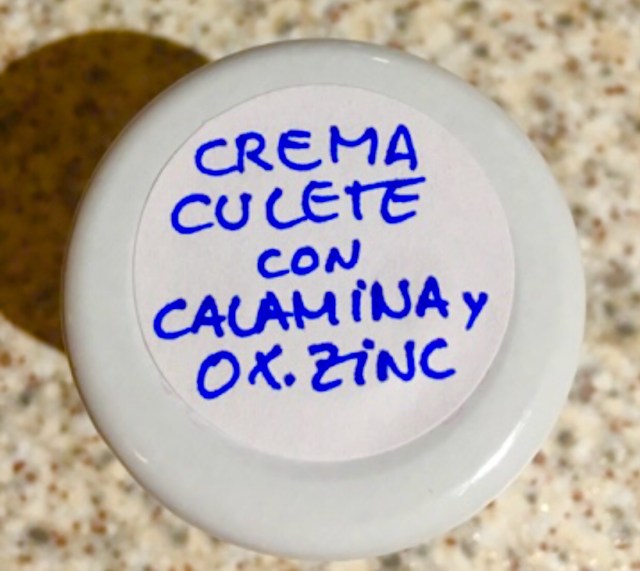 CREMA
CULETE
CON
CALAMiNA y
OX. ZiNC